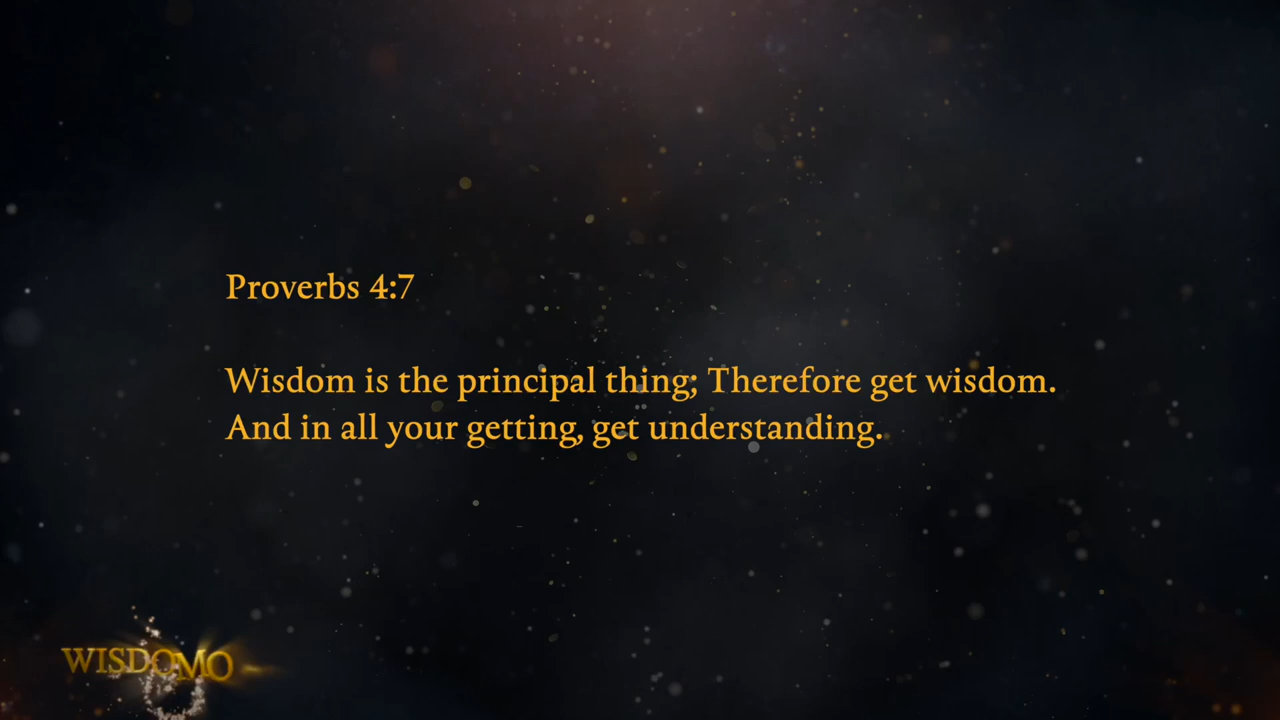 Proverbs 4:7
Wisdom is the principal thing; Therefore get wisdom.
And in all your getting, get understanding.
WISDOMO